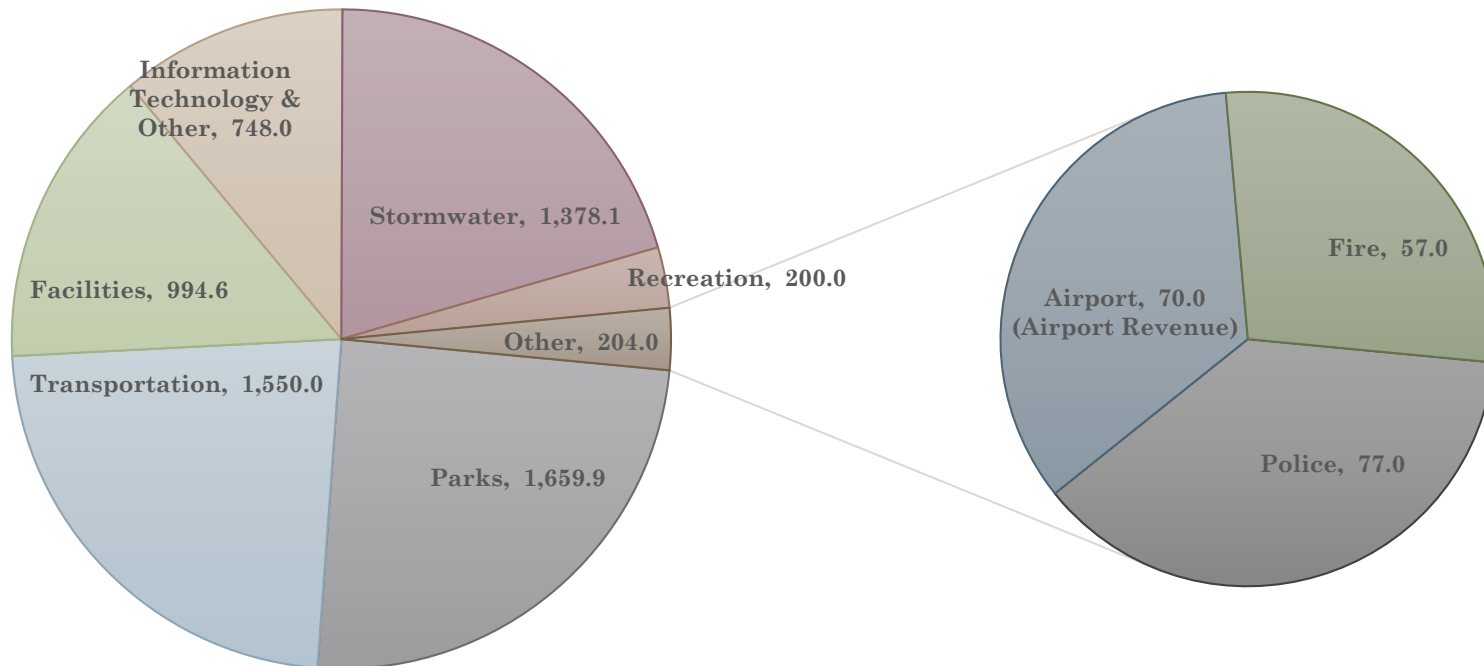 Information
Technology &
Other, 748.0
Stormwater, 1,378.1
Recreation, 200.0
Other, 204.0
Facilities, 994.6
Transportation, 1,550.0
Parks, 1,659.9
Fire, 57.0
Airport, 70.0
(Airport Revenue)
Police, 77.0